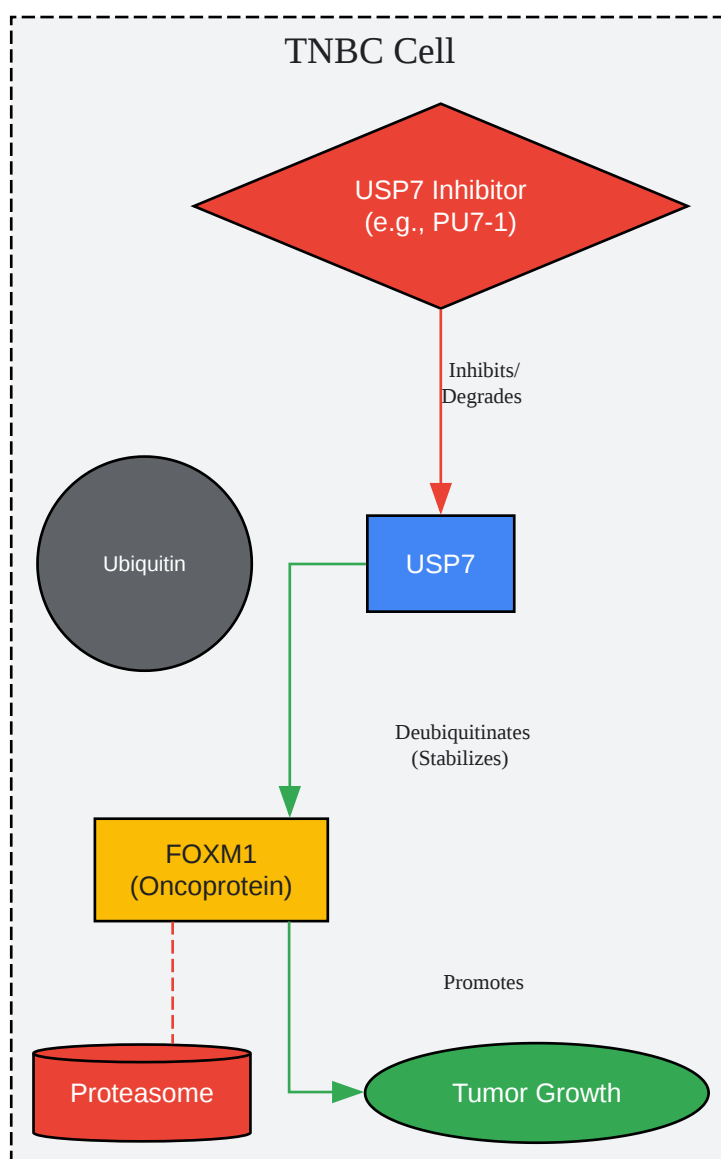 TNBC Cell
USP7 Inhibitor
(e.g., PU7-1)
Inhibits/
Degrades
Ubiquitin
USP7
Deubiquitinates
(Stabilizes)
FOXM1
(Oncoprotein)
Promotes
Proteasome
Tumor Growth